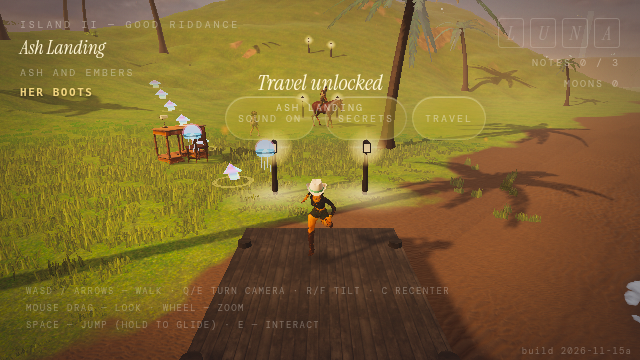 ISLAND II — GOOD RIDDANCE
Ash Landing
ASH AND EMBERS
HER BOOTS
LUNA
NOTES 0 / 3
MOONS 0
Travel unlocked
ASH LANDING
SOUND ON
SECRETS
TRAVEL
WASD / ARROWS — WALK · Q/E TURN CAMERA · R/F TILT · C RECENTER
MOUSE DRAG — LOOK · WHEEL — ZOOM
SPACE — JUMP (HOLD TO GLIDE) · E — INTERACT
build 2026-11-15a